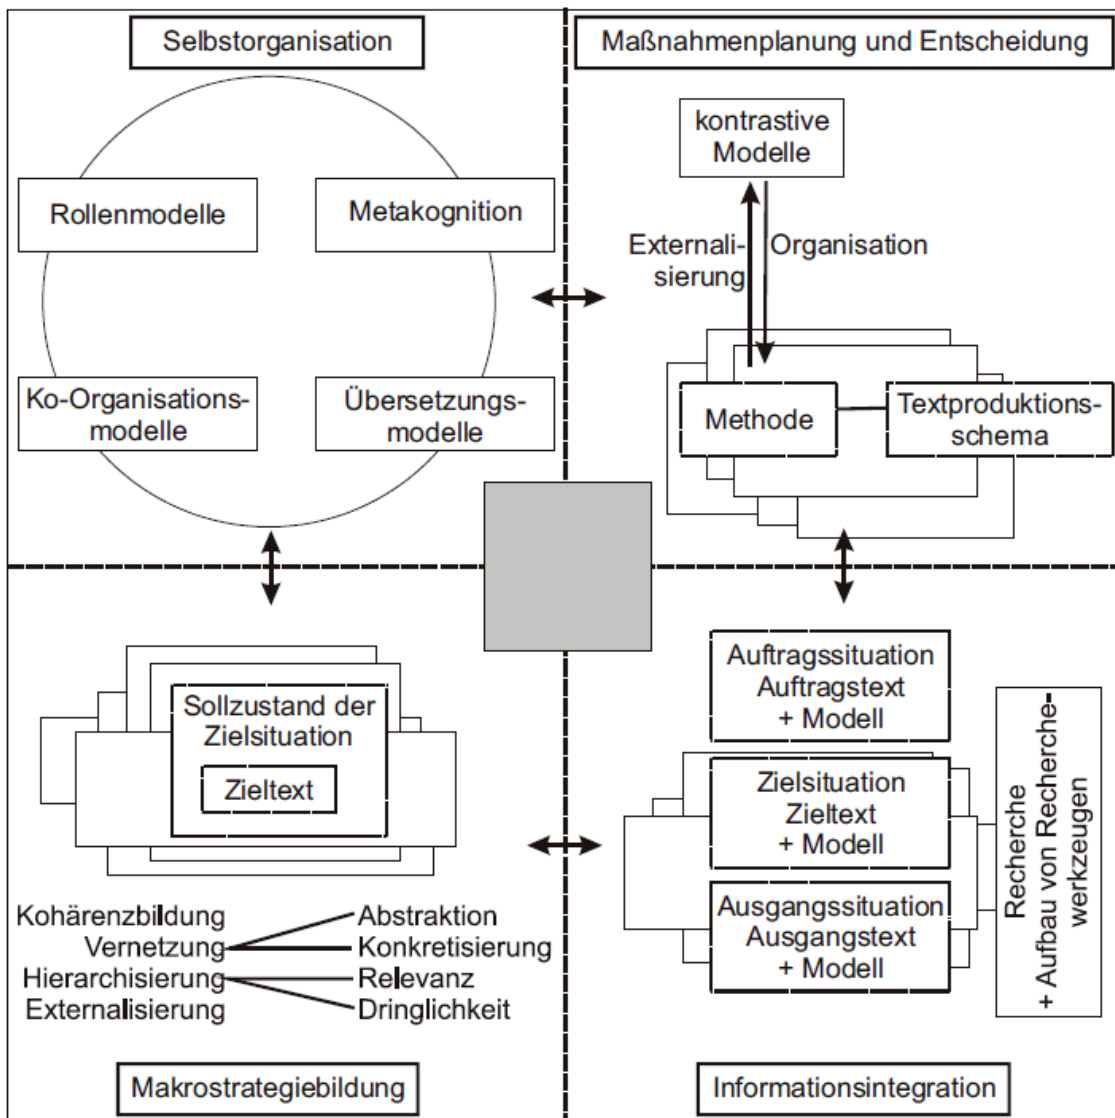 Selbstorganisation
Rollenmodelle
Metakognition
Ko-Organisations-
modelle
Übersetzungs-
modelle
Maßnahmenplanung und Entscheidung
kontrastive
Modelle
Externali-
sierung
Organisation
Methode
Textproduktions-
schema
Sollzustand der
Zielsituation
Zieltext
Kohärenzbildung
Vernetzung
Hierarchisierung
Externalisierung
Abstraktion
Konkretisierung
Relevanz
Dringlichkeit
Makrostrategiebildung
Auftragssituation
Auftragstext
+ Modell
Zielsituation
Zieltext
+ Modell
Ausgangssituation
Ausgangstext
+ Modell
Recherche
+ Aufbau von Recherche-
werkzeugen
Informationsintegration